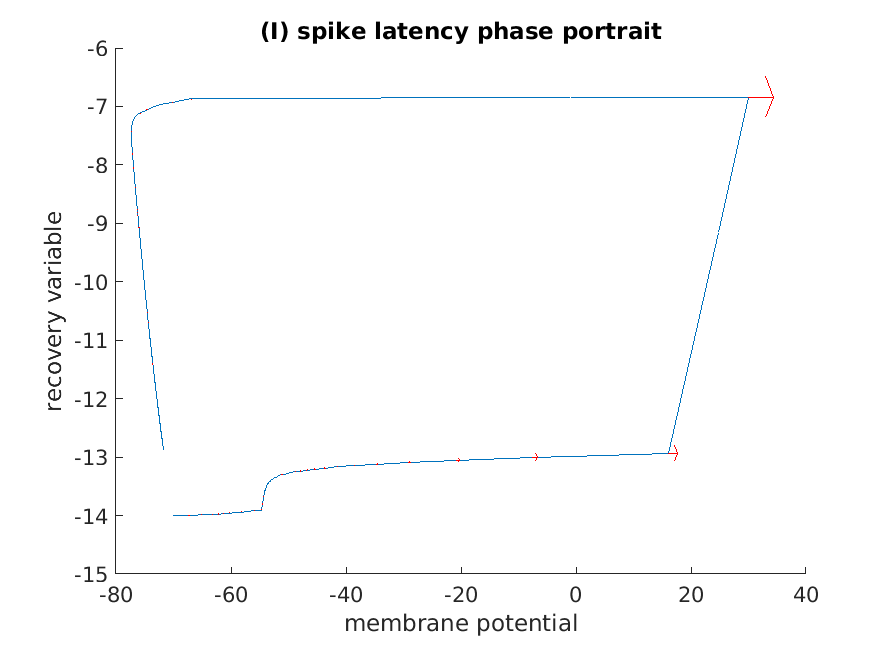 (I) spike latency phase portrait
-6
-7
-8
-9
-10
-11
-12
-13
-14
-15
recovery variable
-80 -60 -40 -20 0 20 40
membrane potential